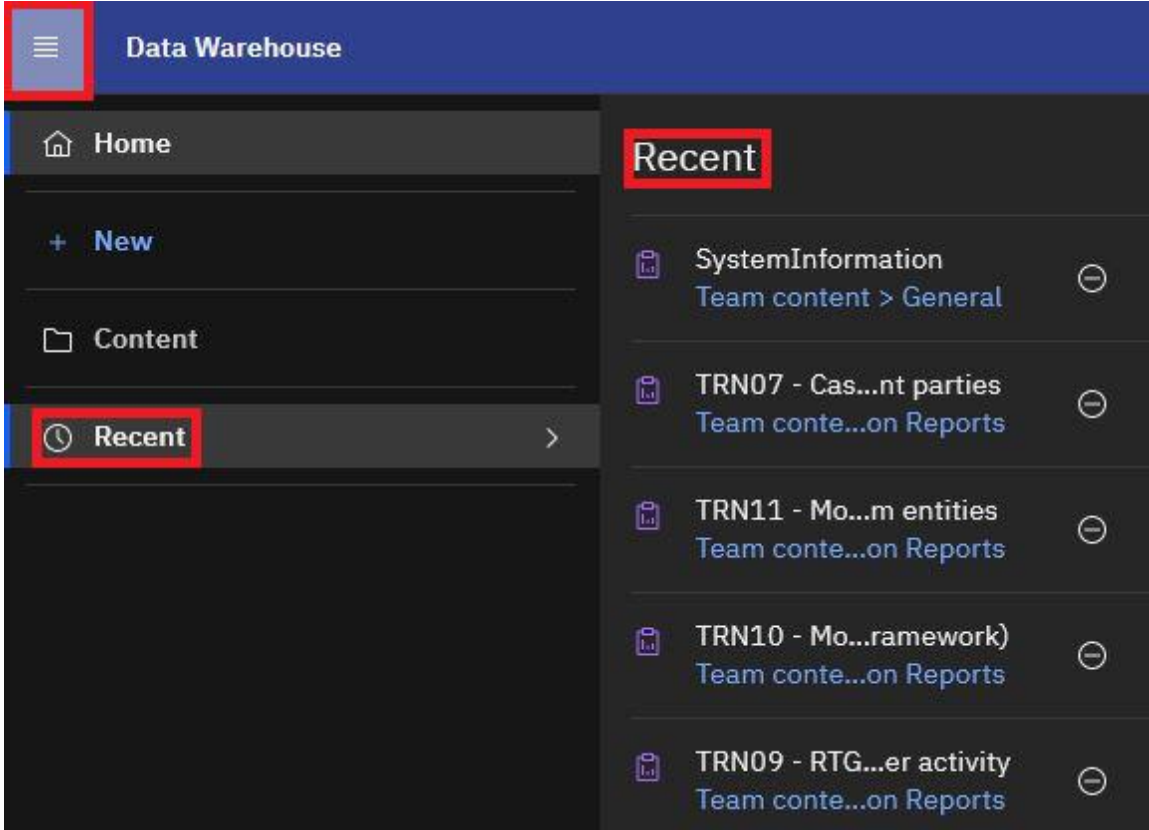 Data Warehouse
Home
New
Content
Recent
Recent
SystemInformation
Team content > General
TRN07 - Cas...nt parties
Team conte...on Reports
TRN11 - Mo...m entities
Team conte...on Reports
TRN10 - Mo...ramework)
Team conte...on Reports
TRN09 - RTG...er activity
Team conte...on Reports